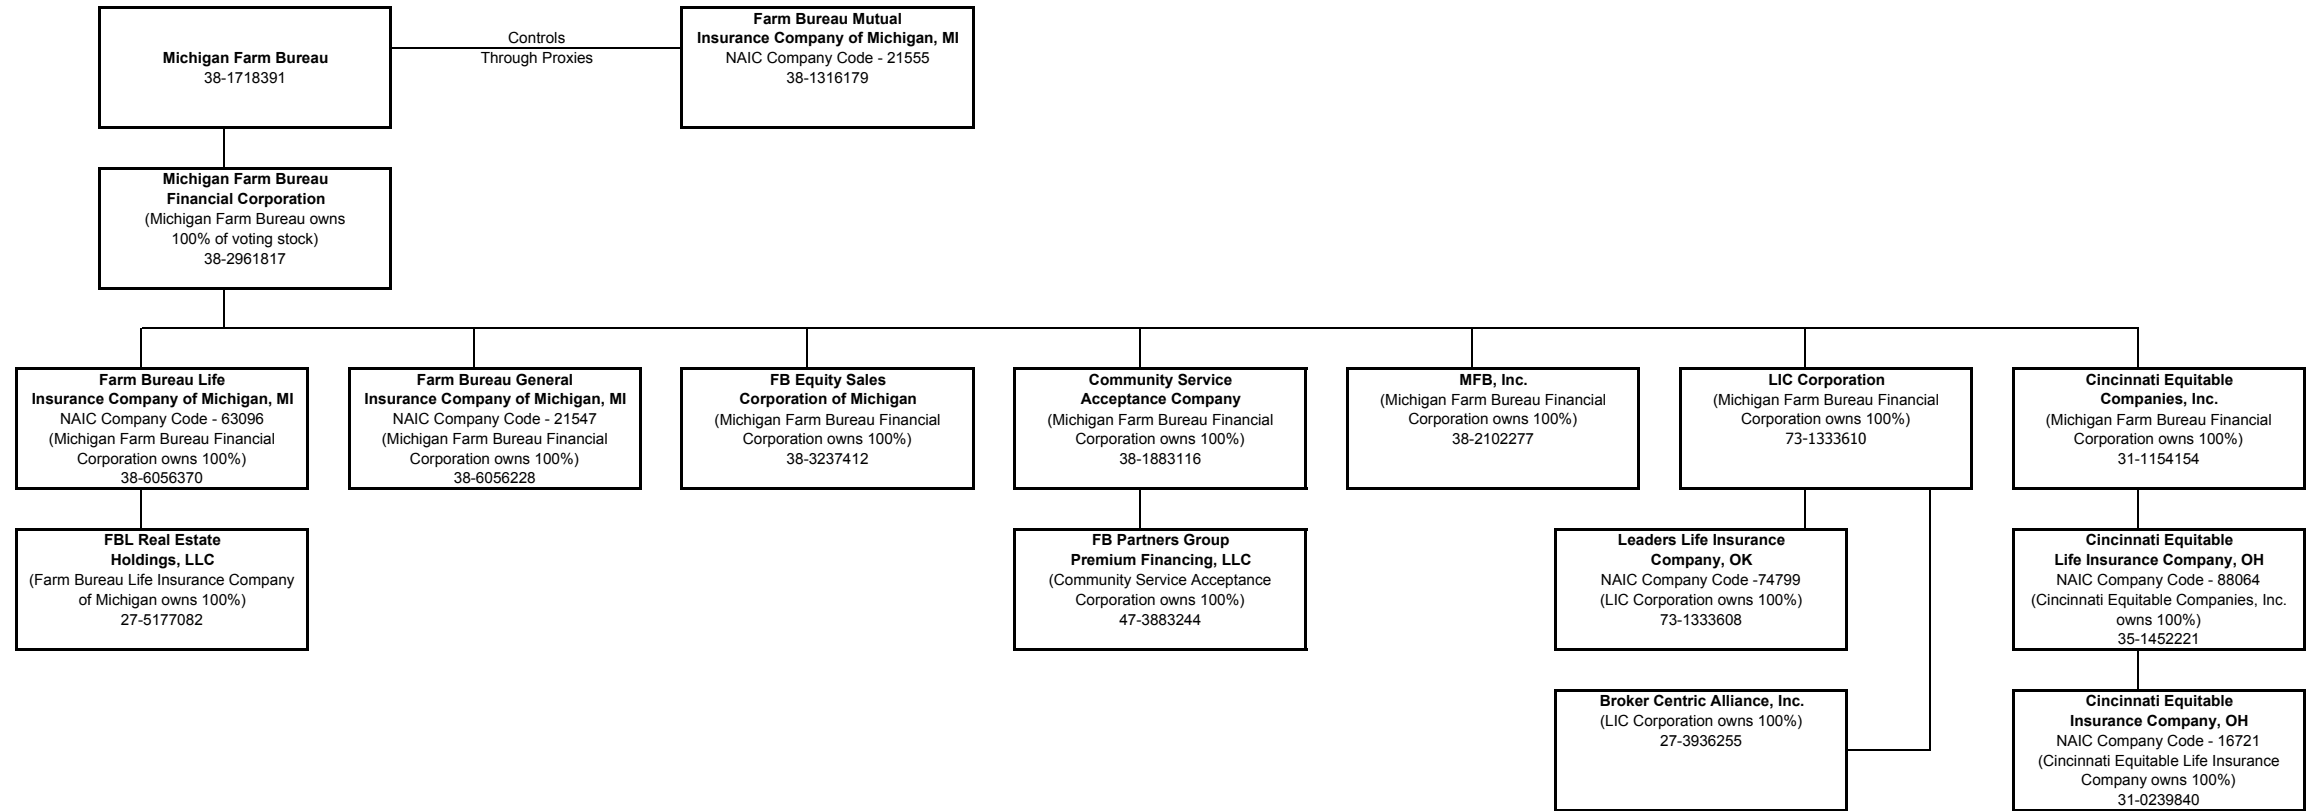 Michigan Farm Bureau
38-1718391
Controls
Through Proxies
Farm Bureau Mutual
Insurance Company of Michigan, MI
NAIC Company Code - 21555
38-1316179
Michigan Farm Bureau
Financial Corporation
(Michigan Farm Bureau owns
100% of voting stock)
38-2961817
Farm Bureau Life
Insurance Company of Michigan, MI
NAIC Company Code - 63096
(Michigan Farm Bureau Financial
Corporation owns 100%)
38-6056370
Farm Bureau General
Insurance Company of Michigan, MI
NAIC Company Code - 21547
(Michigan Farm Bureau Financial
Corporation owns 100%)
38-6056228
FB Equity Sales
Corporation of Michigan
(Michigan Farm Bureau Financial
Corporation owns 100%)
38-3237412
Community Service
Acceptance Company
(Michigan Farm Bureau Financial
Corporation owns 100%)
38-1883116
MFB, Inc.
(Michigan Farm Bureau Financial
Corporation owns 100%)
38-2102277
LIC Corporation
(Michigan Farm Bureau Financial
Corporation owns 100%)
73-1333610
Cincinnati Equitable
Companies, Inc.
(Michigan Farm Bureau Financial
Corporation owns 100%)
31-1154154
FBL Real Estate
Holdings, LLC
(Farm Bureau Life Insurance Company
of Michigan owns 100%)
27-5177082
FB Partners Group
Premium Financing, LLC
(Community Service Acceptance
Corporation owns 100%)
47-3883244
Leaders Life Insurance
Company, OK
NAIC Company Code -74799
(LIC Corporation owns 100%)
73-1333608
Cincinnati Equitable
Life Insurance Company, OH
NAIC Company Code - 88064
(Cincinnati Equitable Companies, Inc.
owns 100%)
35-1452221
Broker Centric Alliance, Inc.
(LIC Corporation owns 100%)
27-3936255
Cincinnati Equitable
Insurance Company, OH
NAIC Company Code - 16721
(Cincinnati Equitable Life Insurance
Company owns 100%)
31-0239840